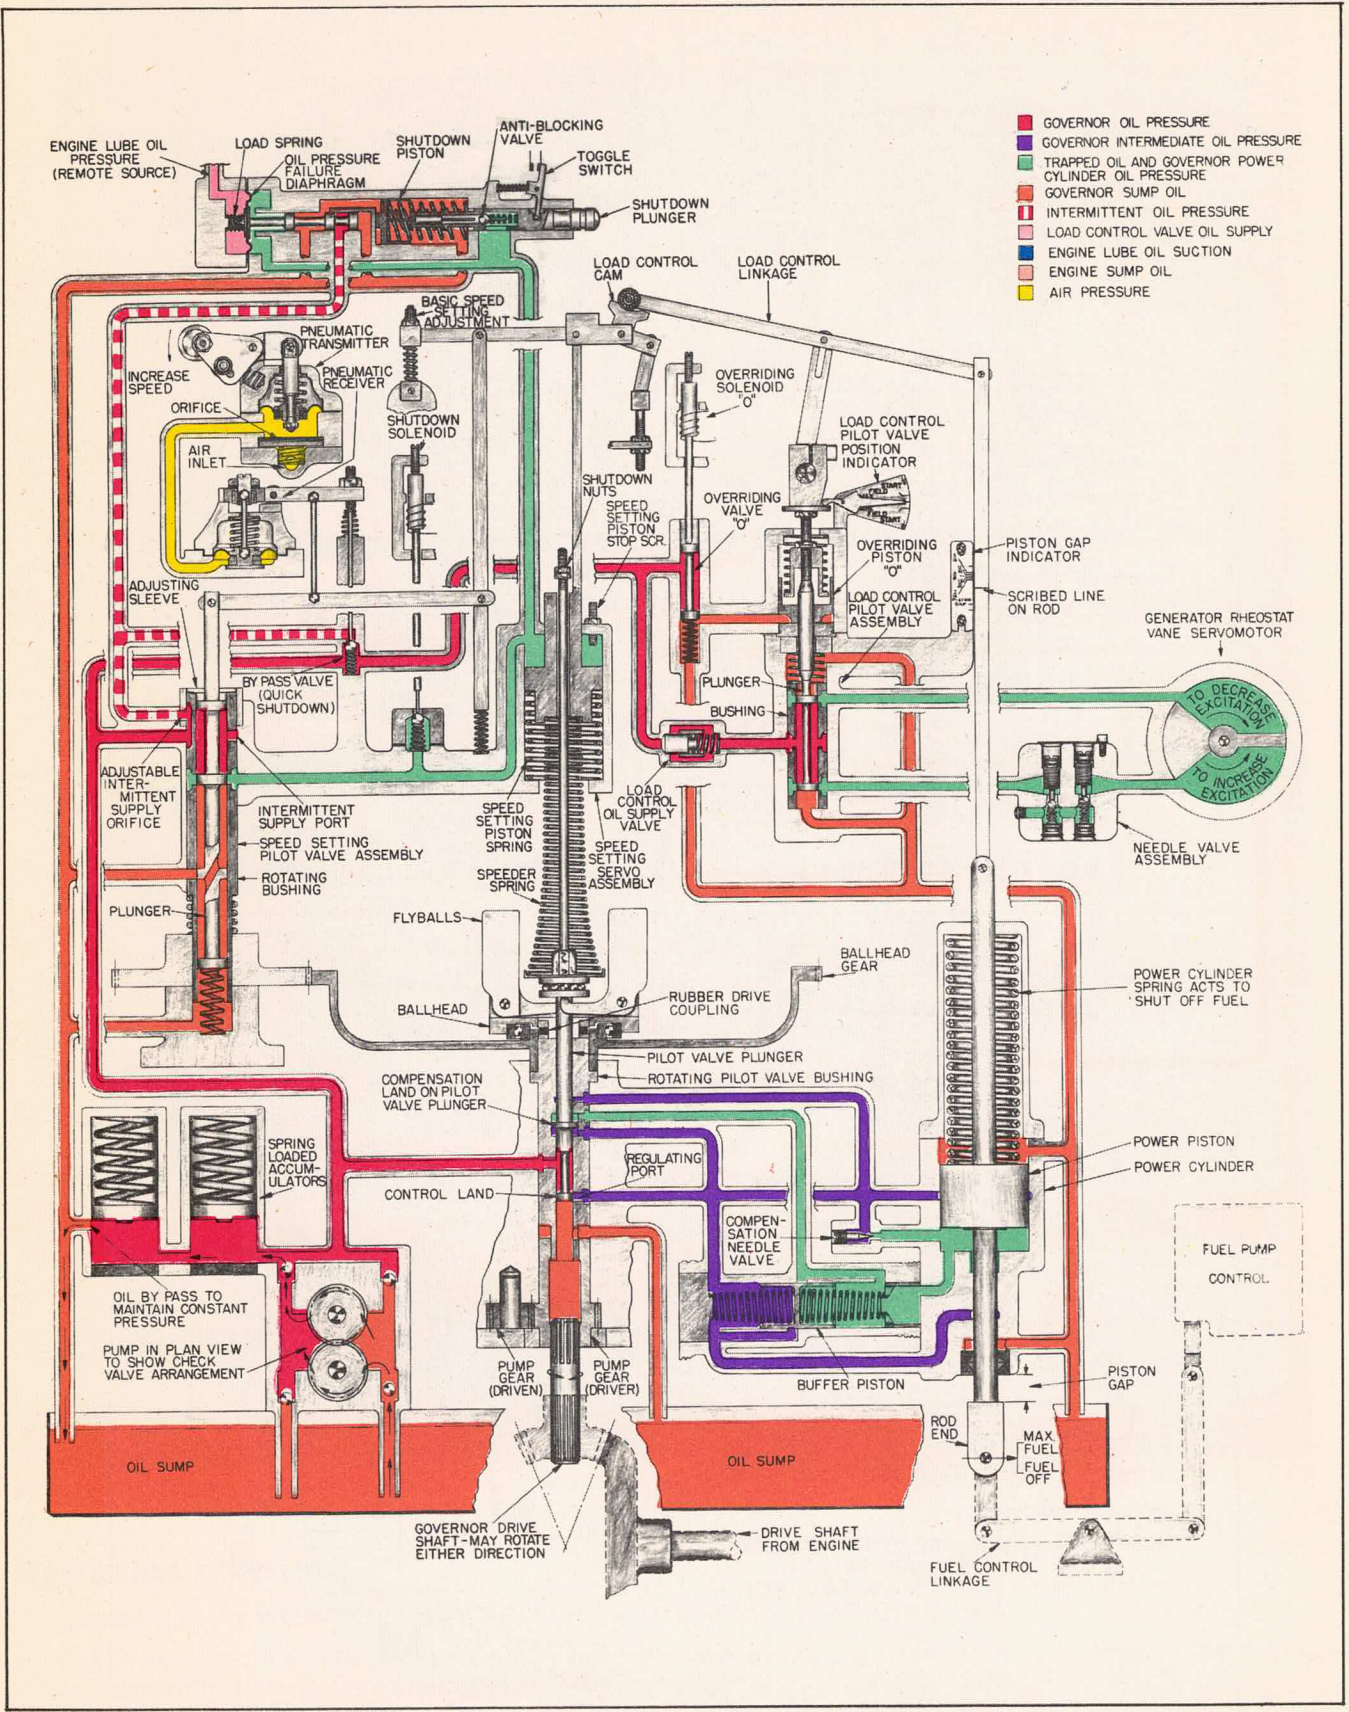 ENGINE LUBE OIL
PRESSURE
(REMOTE SOURCE)
LOAD SPRING
OIL PRESSURE
FAILURE
DIAPHRAGM
SHUTDOWN
PISTON
ANTI-BLOCKING
VALVE
TOGGLE
SWITCH
SHUTDOWN
PLUNGER
GOVERNOR OIL PRESSURE
GOVERNOR INTERMEDIATE OIL PRESSURE
TRAPPED OIL AND GOVERNOR POWER
CYLINDER OIL PRESSURE
GOVERNOR SUMP OIL
INTERMITTENT OIL PRESSURE
LOAD CONTROL VALVE OIL SUPPLY
ENGINE LUBE OIL SUCTION
ENGINE SUMP OIL
AIR PRESSURE
LOAD CONTROL
CAM
LOAD CONTROL
LINKAGE
BASIC SPEED
SETTING
ADJUSTMENT
PNEUMATIC
TRANSMITTER
PNEUMATIC
RECEIVER
INCREASE
SPEED
ORIFICE
AIR
INLET
SHUTDOWN
SOLENOID
OVERRIDING
SOLENOID
"O"
LOAD CONTROL
PILOT VALVE
POSITION
INDICATOR
START
FIELD
FIELD
START
SHUTDOWN
NUTS
SPEED
SETTING
PISTON
STOP SCR.
OVERRIDING
VALVE
"O"
OVERRIDING
PISTON
"O"
LOAD CONTROL
PILOT VALVE
ASSEMBLY
PISTON GAP
INDICATOR
SCRIBED LINE
ON ROD
GENERATOR RHEOSTAT
VANE SERVOMOTOR
ADJUSTING
SLEEVE
BY PASS VALVE
(QUICK
SHUTDOWN)
PLUNGER
BUSHING
TO DECREASE
EXCITATION
TO INCREASE
EXCITATION
ADJUSTABLE
INTER-
MITTENT
SUPPLY
ORIFICE
INTERMITTENT
SUPPLY PORT
SPEED SETTING
PILOT VALVE ASSEMBLY
ROTATING
BUSHING
PLUNGER
SPEED
SETTING
PISTON
SPRING
LOAD
CONTROL
OIL SUPPLY
VALVE
SPEED
SETTING
SERVO
ASSEMBLY
NEEDLE VALVE
ASSEMBLY
SPEEDER
SPRING
FLYBALLS
BALLHEAD
GEAR
POWER CYLINDER
SPRING ACTS TO
SHUT OFF FUEL
BALLHEAD
RUBBER DRIVE
COUPLING
PILOT VALVE PLUNGER
ROTATING PILOT VALVE BUSHING
COMPENSATION
LAND ON PILOT
VALVE PLUNGER
SPRING
LOADED
ACCUM-
ULATORS
REGULATING
PORT
CONTROL LAND
POWER PISTON
POWER CYLINDER
COMPEN-
SATION
NEEDLE
VALVE
FUEL PUMP
CONTROL
OIL BY PASS TO
MAINTAIN CONSTANT
PRESSURE
PUMP IN PLAN VIEW
TO SHOW CHECK
VALVE ARRANGEMENT
PUMP
GEAR
(DRIVEN)
PUMP
GEAR
(DRIVER)
BUFFER PISTON
PISTON
GAP
ROD
END
MAX.
FUEL
FUEL
OFF
OIL SUMP
OIL SUMP
GOVERNOR DRIVE
SHAFT-MAY ROTATE
EITHER DIRECTION
DRIVE SHAFT
FROM ENGINE
FUEL CONTROL
LINKAGE